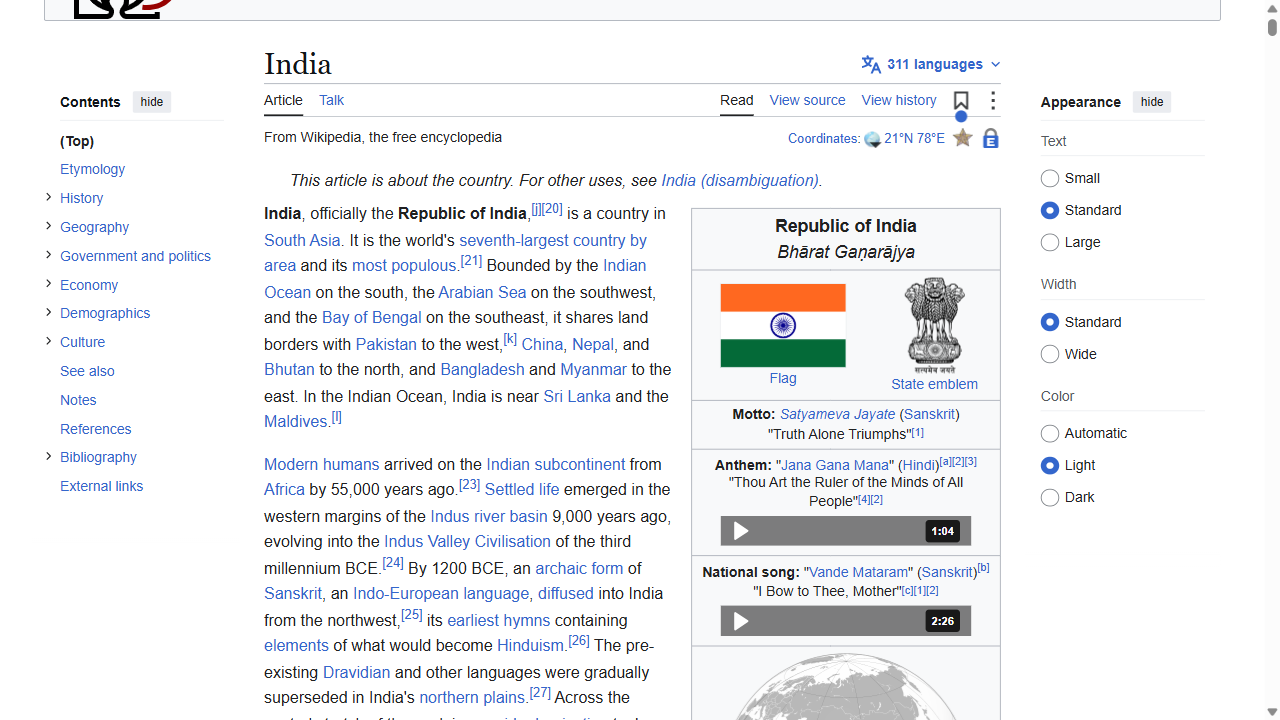 India
311 languages
Contents hide
Article Talk Read View source View history
Appearance hide
From Wikipedia, the free encyclopedia
Coordinates: 21°N 78°E
(Top)
Etymology
History
Geography
Government and politics
Economy
Demographics
Culture
See also
Notes
References
Bibliography
External links
This article is about the country. For other uses, see India (disambiguation).
India, officially the Republic of India,[j][20] is a country in
South Asia. It is the world's seventh-largest country by
area and its most populous.[21] Bounded by the Indian
Ocean on the south, the Arabian Sea on the southwest,
and the Bay of Bengal on the southeast, it shares land
borders with Pakistan to the west,[k] China, Nepal, and
Bhutan to the north, and Bangladesh and Myanmar to the
east. In the Indian Ocean, India is near Sri Lanka and the
Maldives.[l]
Modern humans arrived on the Indian subcontinent from
Africa by 55,000 years ago.[23] Settled life emerged in the
western margins of the Indus river basin 9,000 years ago,
evolving into the Indus Valley Civilisation of the third
millennium BCE.[24] By 1200 BCE, an archaic form of
Sanskrit, an Indo-European language, diffused into India
from the northwest,[25] its earliest hymns containing
elements of what would become Hinduism.[26] The pre-
existing Dravidian and other languages were gradually
superseded in India's northern plains.[27] Across the
Republic of India
Bhārat Gaṇarājya
सत्यमेव जयते
Flag
State emblem
Motto: Satyameva Jayate (Sanskrit)
"Truth Alone Triumphs"[1]
Anthem: "Jana Gana Mana" (Hindi)[a][2][3]
"Thou Art the Ruler of the Minds of All
People"[4][2]
1:04
National song: "Vande Mataram" (Sanskrit)[b]
"I Bow to Thee, Mother"[c][1][2]
2:26
Text
Small
Standard
Large
Width
Standard
Wide
Color
Automatic
Light
Dark